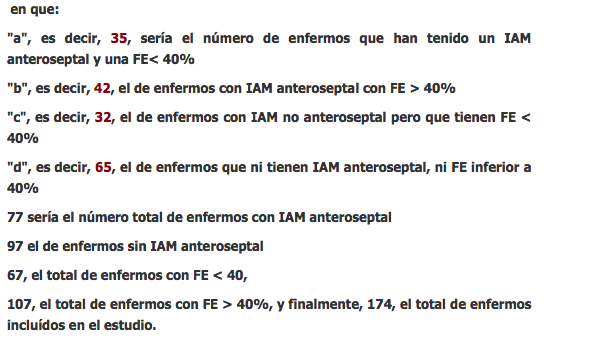 en que:
"a", es decir, 35, sería el número de enfermos que han tenido un IAM
anteroseptal y una FE< 40%
"b", es decir, 42, el de enfermos con IAM anteroseptal con FE > 40%
"c", es decir, 32, el de enfermos con IAM no anteroseptal pero que tienen FE <
40%
"d", es decir, 65, el de enfermos que ni tienen IAM anteroseptal, ni FE inferior a
40%
77 sería el número total de enfermos con IAM anteroseptal
97 el de enfermos sin IAM anteroseptal
67, el total de enfermos con FE < 40,
107, el total de enfermos con FE > 40%, y finalmente, 174, el total de enfermos
incluídos en el estudio.